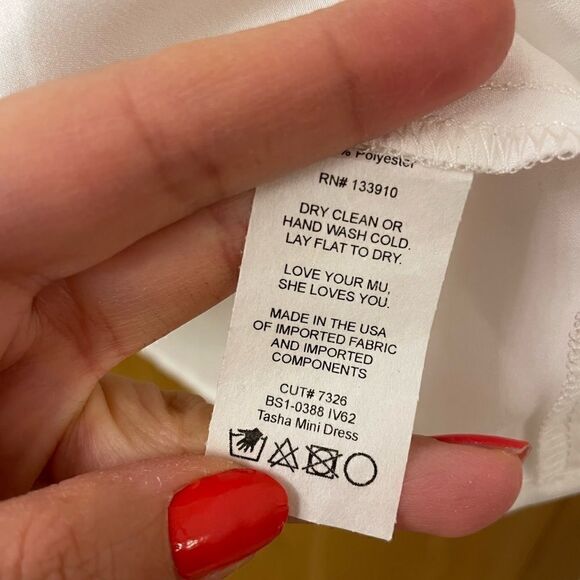 % Polyester
RN# 133910
DRY CLEAN OR
HAND WASH COLD.
LAY FLAT TO DRY.
LOVE YOUR MU,
SHE LOVES YOU.
MADE IN THE USA
OF IMPORTED FABRIC
AND IMPORTED
COMPONENTS
CUT# 7326
BS1-0388 IV62
Tasha Mini Dress